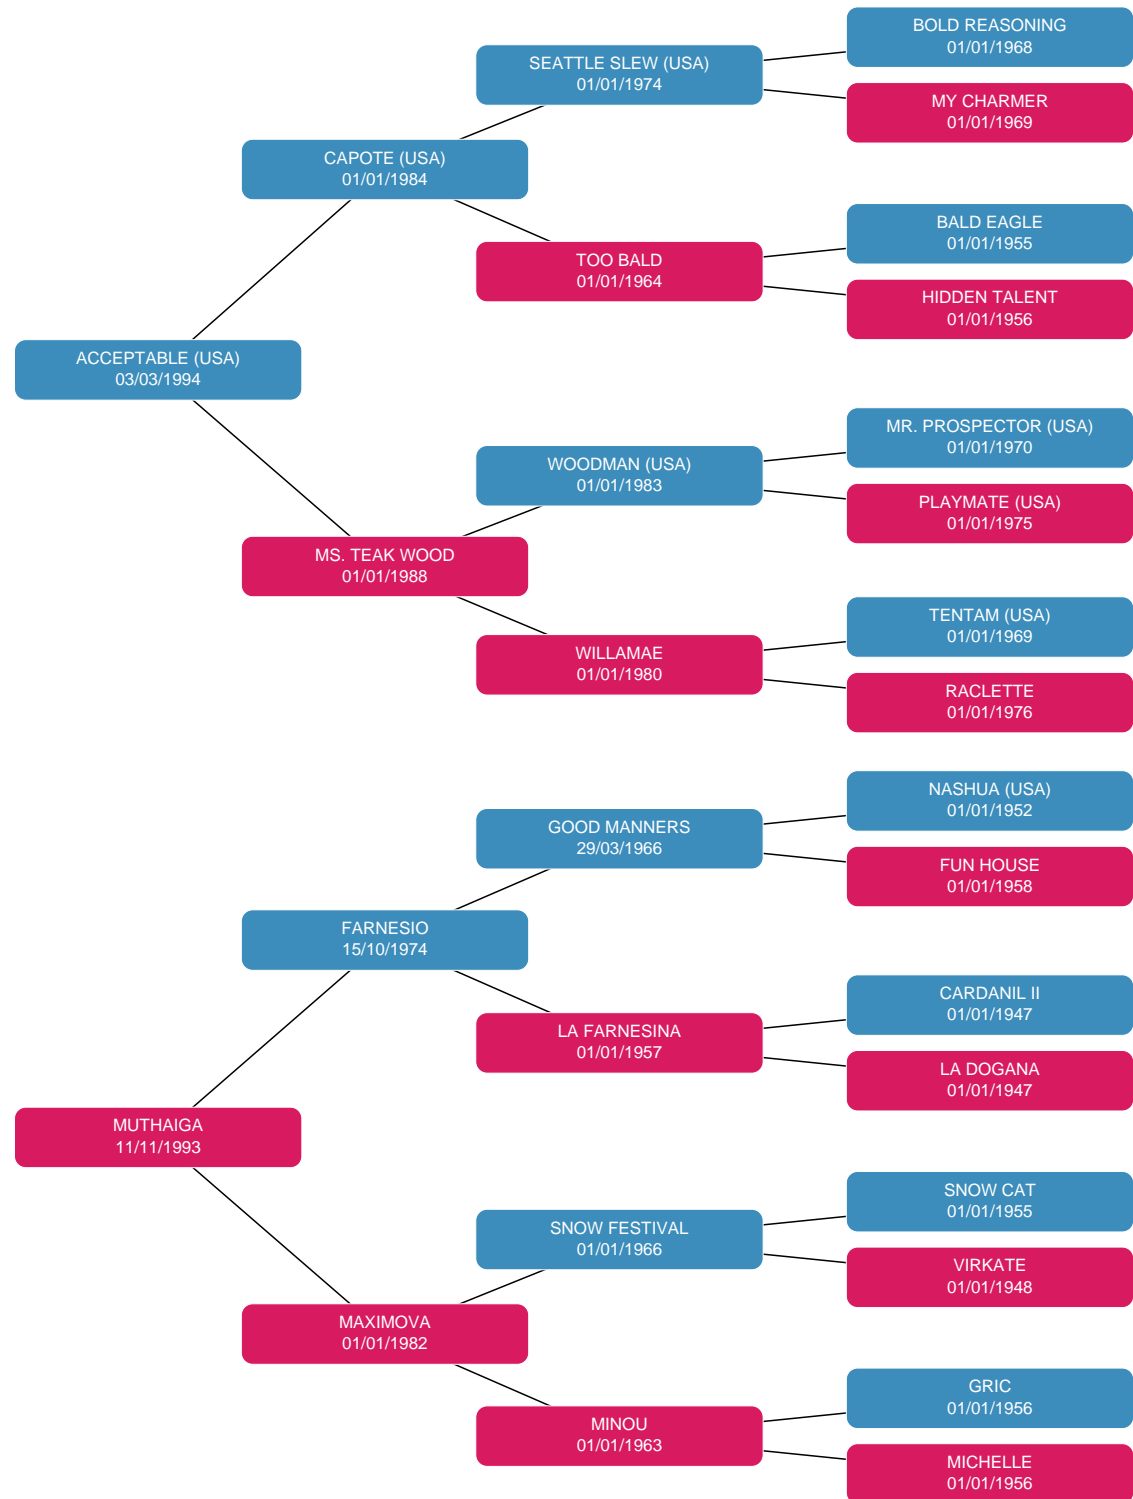 BOLD REASONING
01/01/1968
SEATTLE SLEW (USA)
01/01/1974
MY CHARMER
01/01/1969
CAPOTE (USA)
01/01/1984
BALD EAGLE
01/01/1955
TOO BALD
01/01/1964
HIDDEN TALENT
01/01/1956
ACCEPTABLE (USA)
03/03/1994
MR. PROSPECTOR (USA)
01/01/1970
WOODMAN (USA)
01/01/1983
PLAYMATE (USA)
01/01/1975
MS. TEAK WOOD
01/01/1988
TENTAM (USA)
01/01/1969
WILLAMAE
01/01/1980
RACLETTE
01/01/1976
NASHUA (USA)
01/01/1952
GOOD MANNERS
29/03/1966
FUN HOUSE
01/01/1958
FARNESIO
15/10/1974
CARDANIL II
01/01/1947
LA FARNESINA
01/01/1957
LA DOGANA
01/01/1947
MUTHAIGA
11/11/1993
SNOW CAT
01/01/1955
SNOW FESTIVAL
01/01/1966
VIRKATE
01/01/1948
MAXIMOVA
01/01/1982
GRIC
01/01/1956
MINOU
01/01/1963
MICHELLE
01/01/1956